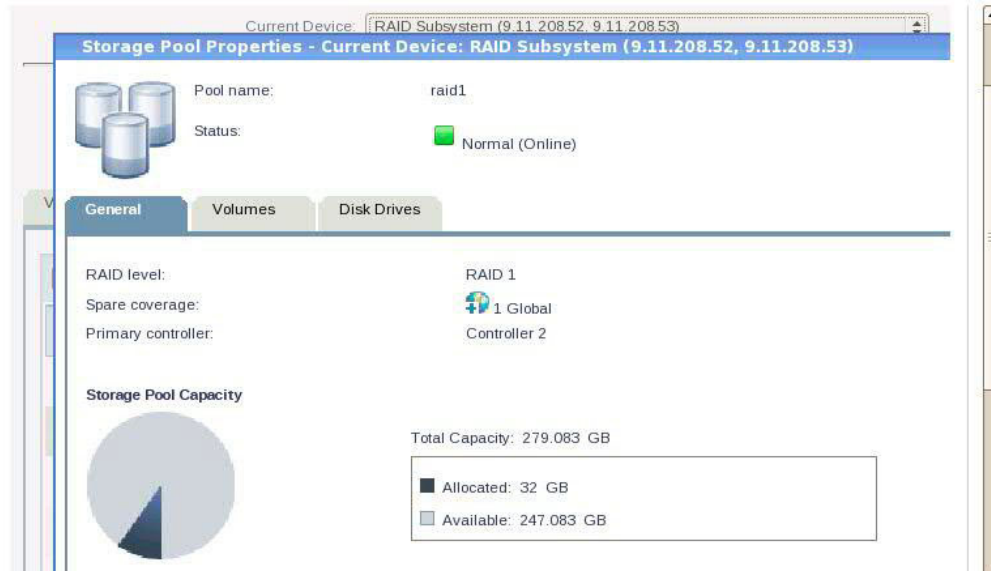 Current Device: RAID Subsystem (9.11.208.52, 9.11.208.53)
Storage Pool Properties - Current Device: RAID Subsystem (9.11.208.52, 9.11.208.53)
Pool name: raid1
Status: Normal (Online)
V
General Volumes Disk Drives
RAID level: RAID 1
Spare coverage: 1 Global
Primary controller: Controller 2
Storage Pool Capacity
Total Capacity: 279.083 GB
Allocated: 32 GB
Available: 247.083 GB